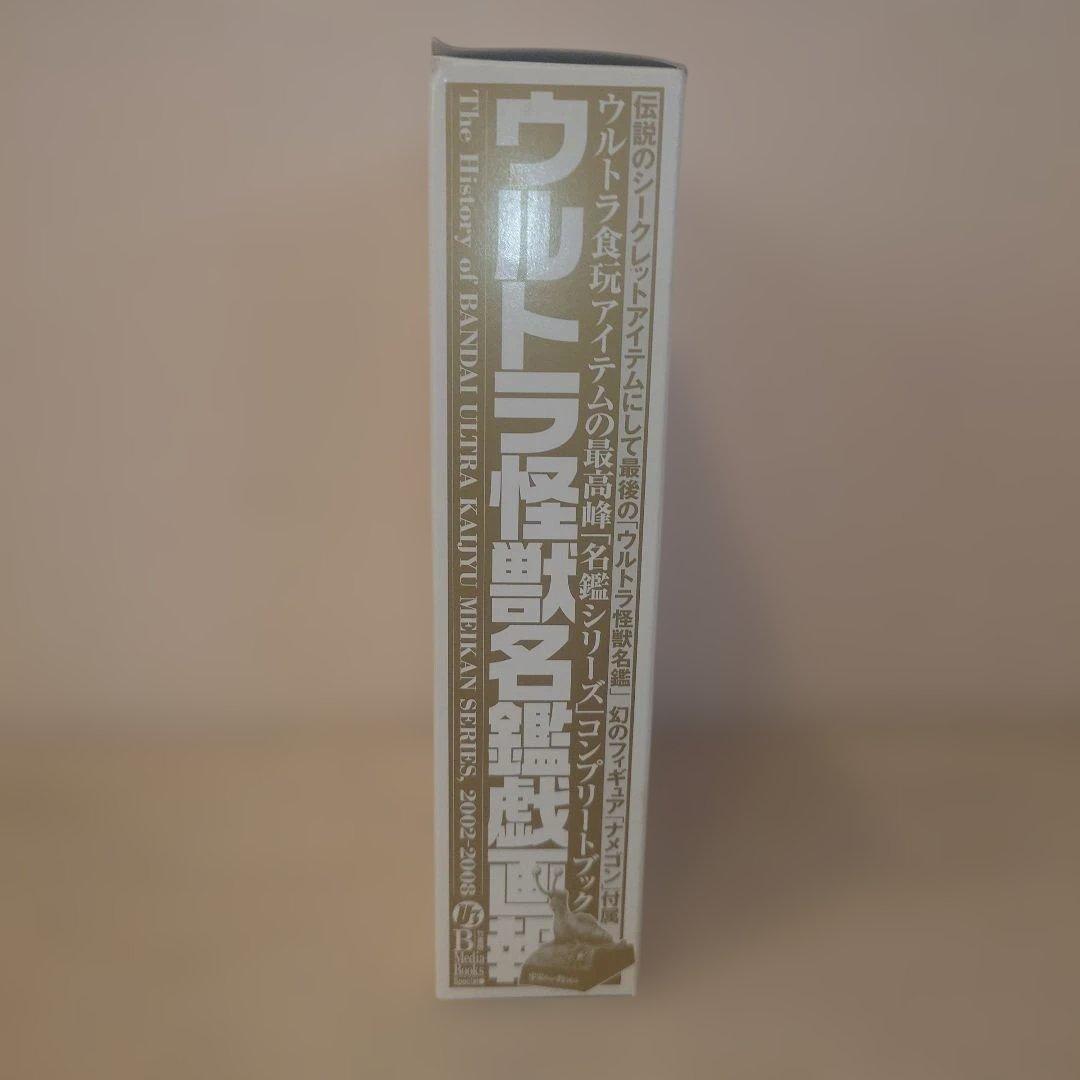 伝説のシークレットアイテムにして最後の「ウルトラ怪獣名鑑」幻のフィギュア「ナメゴン」付属
ウルトラ食玩アイテムの最高峰「名鑑シリーズ」コンプリートブック
ウルトラ怪獣名鑑戯画報
The History of BANDAI ULTRA KAIJYU MEIKAN SERIES, 2002-2008
B
Media
Books
Special